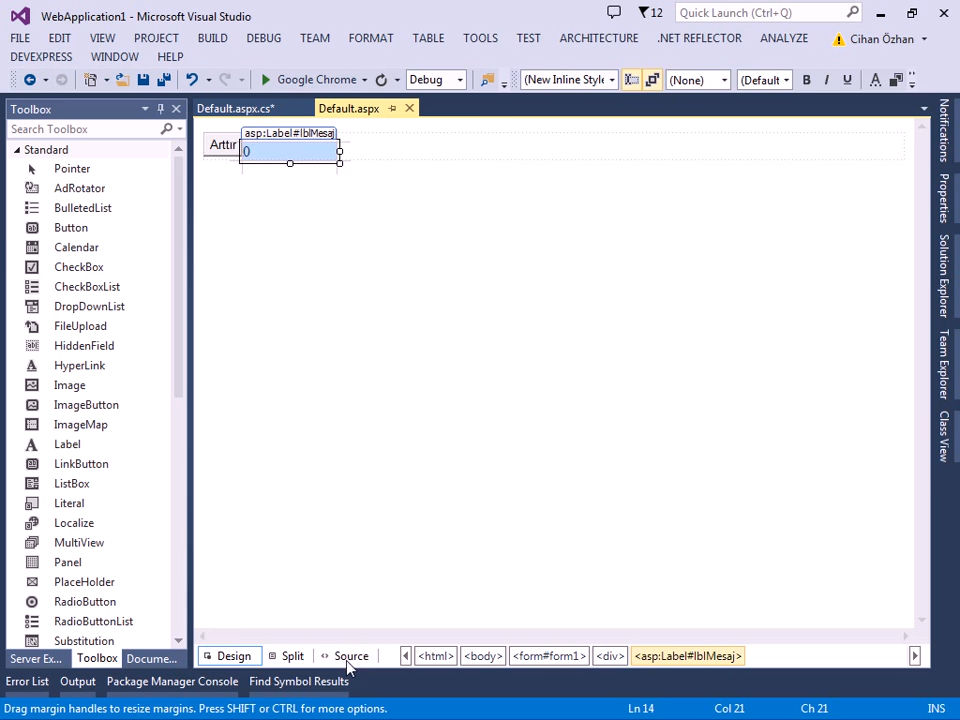 WebApplication1 - Microsoft Visual Studio
12
Quick Launch (Ctrl+Q)
FILE EDIT VIEW PROJECT BUILD DEBUG TEAM FORMAT TABLE TOOLS TEST ARCHITECTURE .NET REFLECTOR ANALYZE Cihan Özhan
DEVEXPRESS WINDOW HELP
Google Chrome Debug (New Inline Style (None) (Default B I U A
Toolbox
Default.aspx.cs* Default.aspx
Search Toolbox
asp:Label#lblMesaj
Arttır
0
Standard
Pointer
AdRotator
BulletedList
Button
Calendar
CheckBox
CheckBoxList
DropDownList
FileUpload
HiddenField
HyperLink
Image
ImageButton
ImageMap
Label
LinkButton
ListBox
Literal
Localize
MultiView
Panel
PlaceHolder
RadioButton
RadioButtonList
Substitution
Notifications
Properties
Solution Explorer
Team Explorer
Class View
Server Ex... Toolbox Docume...
Design Split Source <html> <body> <form#form1> <div> <asp:Label#lblMesaj>
Error List Output Package Manager Console Find Symbol Results
Drag margin handles to resize margins. Press SHIFT or CTRL for more options. Ln 14 Col 21 Ch 21 INS